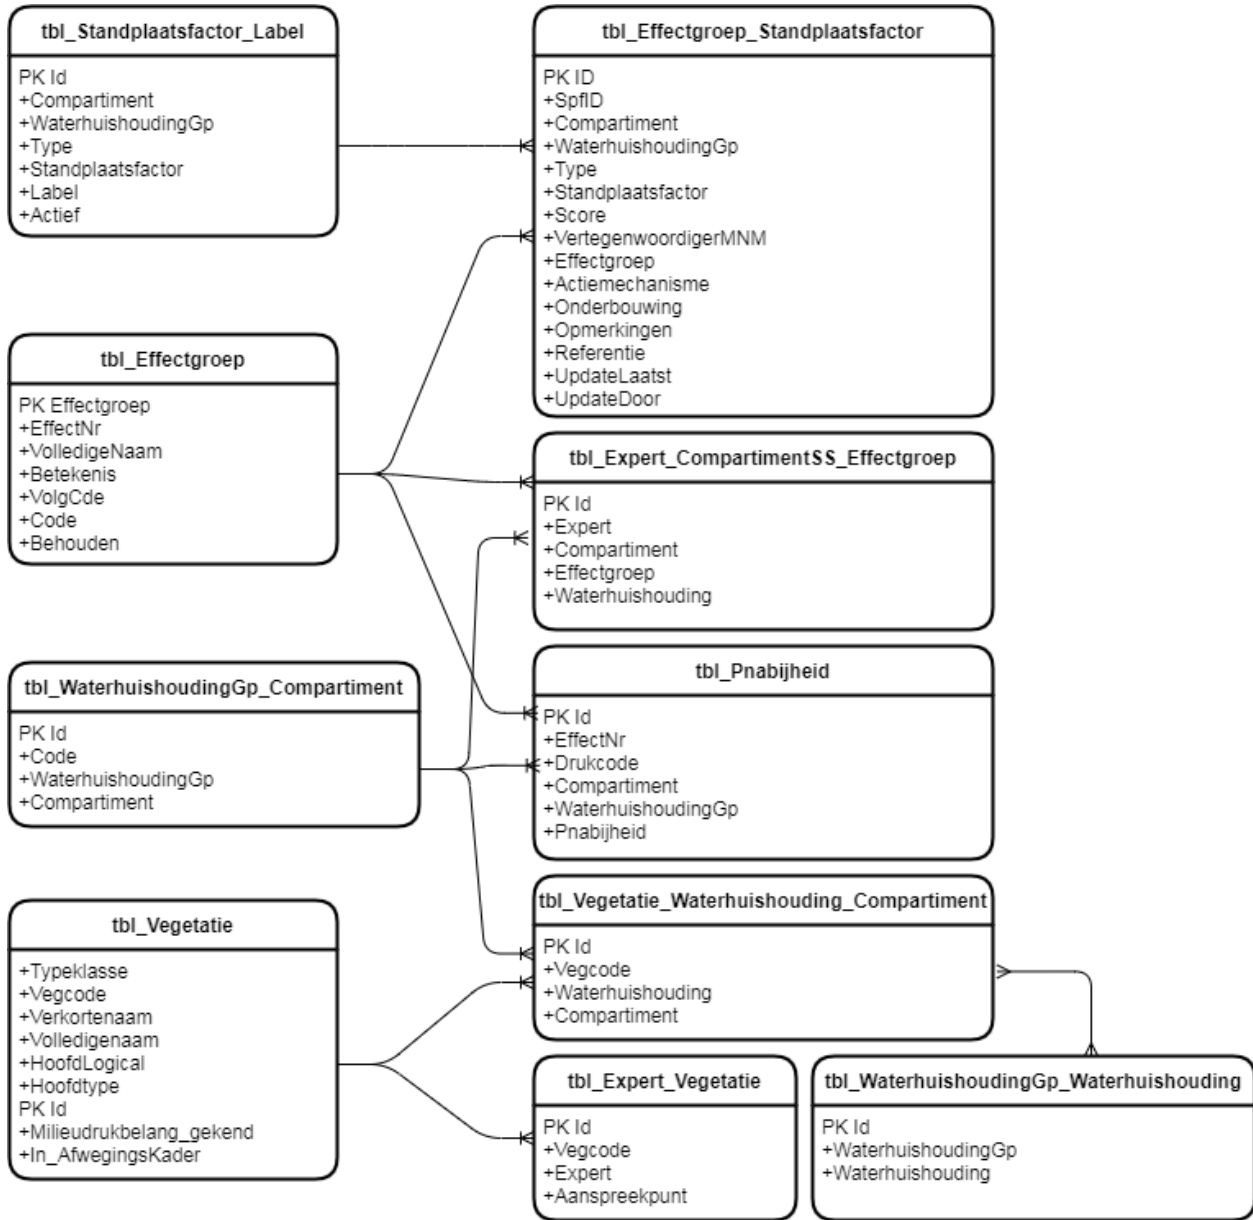 tbl_Standplaatsfactor_Label
PK Id
+Compartiment
+WaterhuishoudingGp
+Type
+Standplaatsfactor
+Label
+Actief
tbl_Effectgroep_Standplaatsfactor
PK ID
+SpfID
+Compartiment
+WaterhuishoudingGp
+Type
+Standplaatsfactor
+Score
+VertegenwoordigerMNM
+Effectgroep
+Actiemechanisme
+Onderbouwing
+Opmerkingen
+Referentie
+UpdateLaatst
+UpdateDoor
tbl_Effectgroep
PK Effectgroep
+EffectNr
+VolledigeNaam
+Betekenis
+VolgCde
+Code
+Behouden
tbl_Expert_CompartimentSS_Effectgroep
PK Id
+Expert
+Compartiment
+Effectgroep
+Waterhuishouding
tbl_WaterhuishoudingGp_Compartiment
PK Id
+Code
+WaterhuishoudingGp
+Compartiment
tbl_Pnabijheid
PK Id
+EffectNr
+Drukcode
+Compartiment
+WaterhuishoudingGp
+Pnabijheid
tbl_Vegetatie
+Typeklasse
+Vegcode
+Verkortenaam
+Volledigenaam
+HoofdLogical
+Hoofdtype
PK Id
+Milieudrukbelang_gekend
+In_AfwegingsKader
tbl_Vegetatie_Waterhuishouding_Compartiment
PK Id
+Vegcode
+Waterhuishouding
+Compartiment
tbl_Expert_Vegetatie
PK Id
+Vegcode
+Expert
+Aanspreekpunt
tbl_WaterhuishoudingGp_Waterhuishouding
PK Id
+WaterhuishoudingGp
+Waterhuishouding